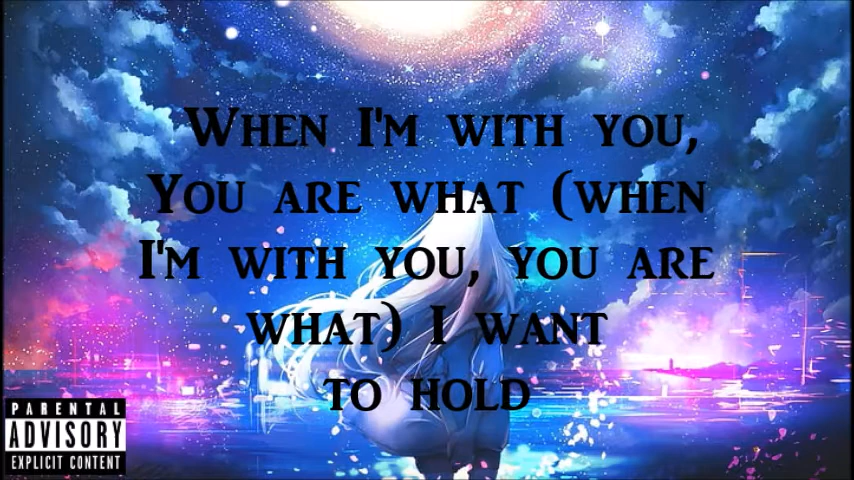 When I'm with you,
You are what (when
I'm with you, you are
what) I want
to hold
PARENTAL
ADVISORY
EXPLICIT CONTENT